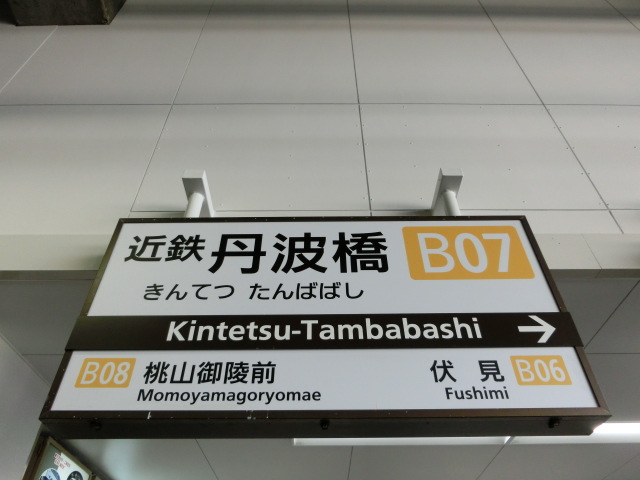 近鉄 丹波橋 B07
きんてつ たんばばし
Kintetsu-Tambabashi
B08 桃山御陵前 伏見 B06
Momoyamagoryomae Fushimi